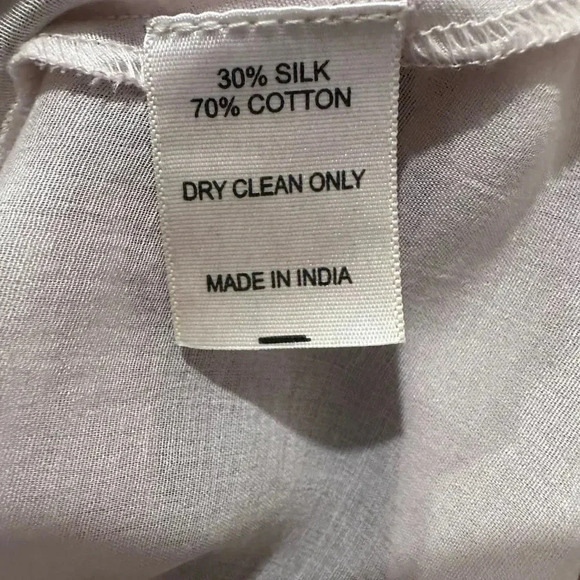 30% SILK
70% COTTON
DRY CLEAN ONLY
MADE IN INDIA